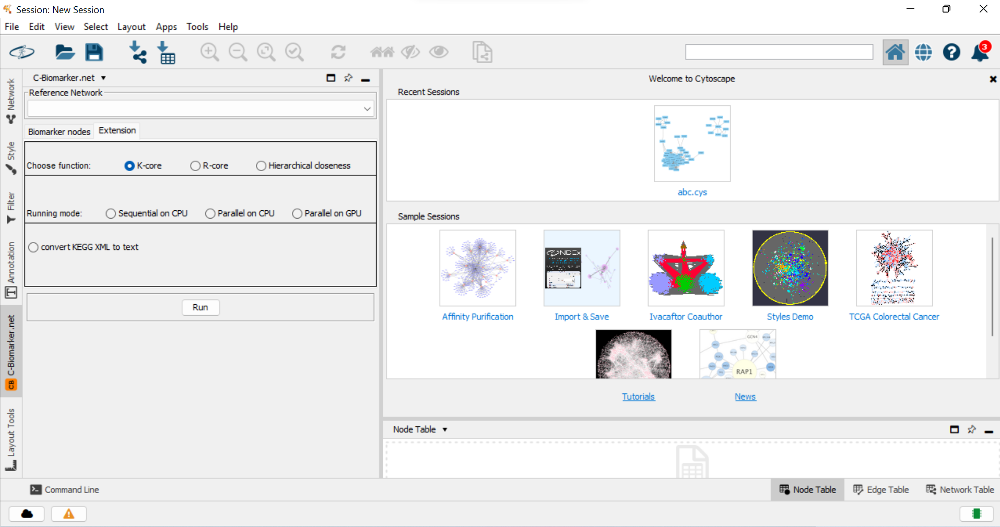 Session: New Session
File Edit View Select Layout Apps Tools Help
3
C-Biomarker.net
Reference Network
Biomarker nodes Extension
Choose function: K-core R-core Hierarchical closeness
Running mode: Sequential on CPU Parallel on CPU Parallel on GPU
convert KEGG XML to text
Run
Network
Style
Filter
Annotation
T
C-Biomarker.net
CB
Layout Tools
Welcome to Cytoscape
Recent Sessions
abc.cys
Sample Sessions
NDEx
Affinity Purification Import & Save Ivacaftor Coauthor Styles Demo TCGA Colorectal Cancer
GCN4
RAP1
Tutorials News
Node Table
Command Line
Node Table Edge Table Network Table